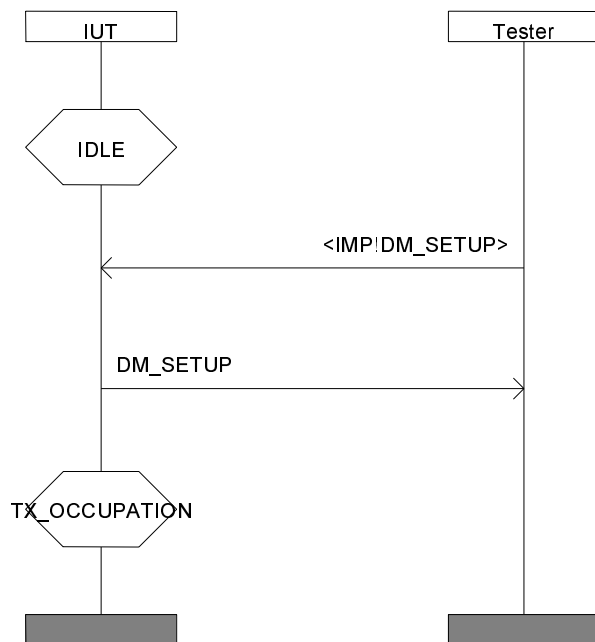 IUT
Tester
IDLE
<IMP!DM_SETUP>
DM_SETUP
TX_OCCUPATION